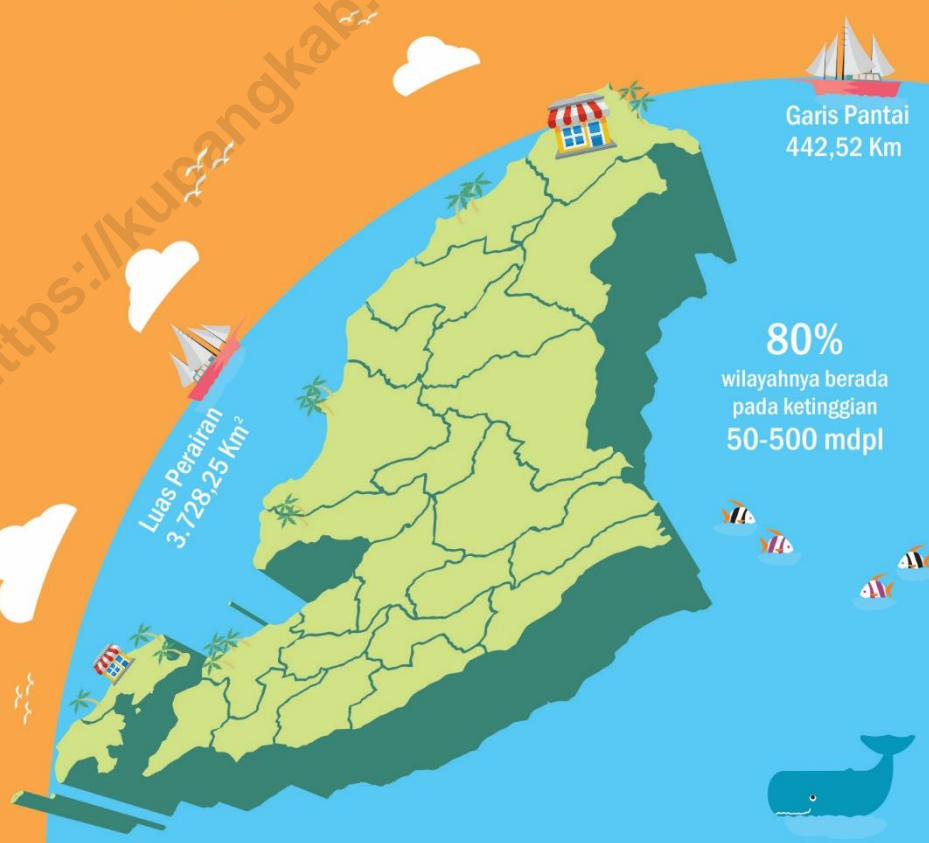 https://kupangkab.
Garis Pantai
442,52 Km
80%
wilayahnya berada
pada ketinggian
50-500 mdpl
Luas Perairan
3.728,25 Km²